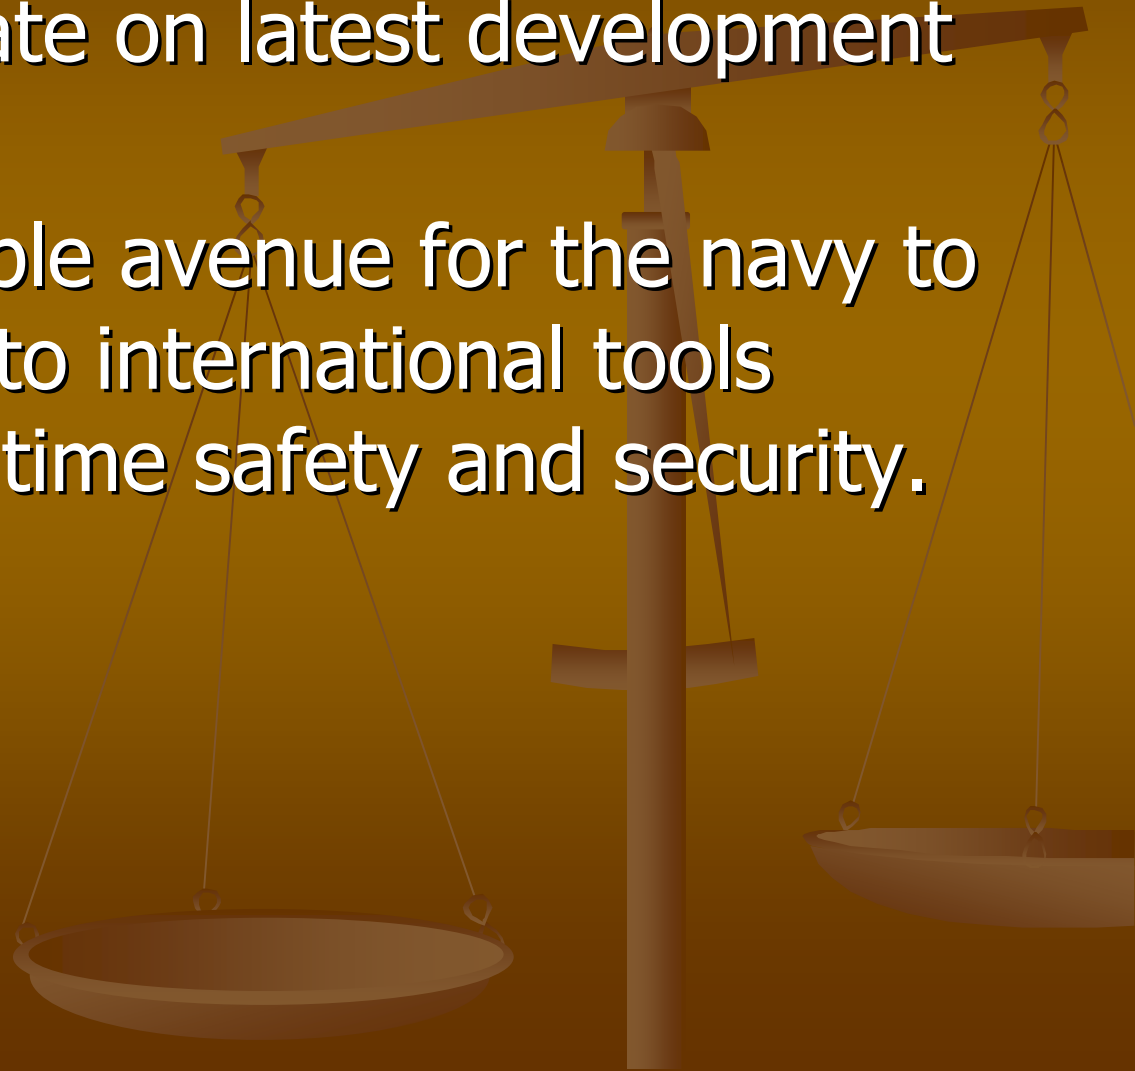 ate on latest development
ble avenue for the navy to
to international tools
time safety and security.